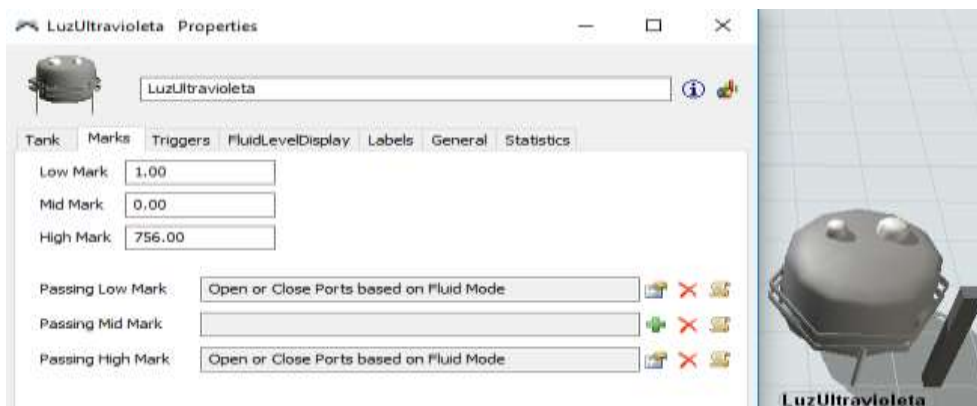 LuzUltravioleta Properties
LuzUltravioleta
Tank Marks Triggers FluidLevelDisplay Labels General Statistics
Low Mark 1.00
Mid Mark 0.00
High Mark 756.00
Passing Low Mark Open or Close Ports based on Fluid Mode
Passing Mid Mark
Passing High Mark Open or Close Ports based on Fluid Mode
LuzUltravioleta